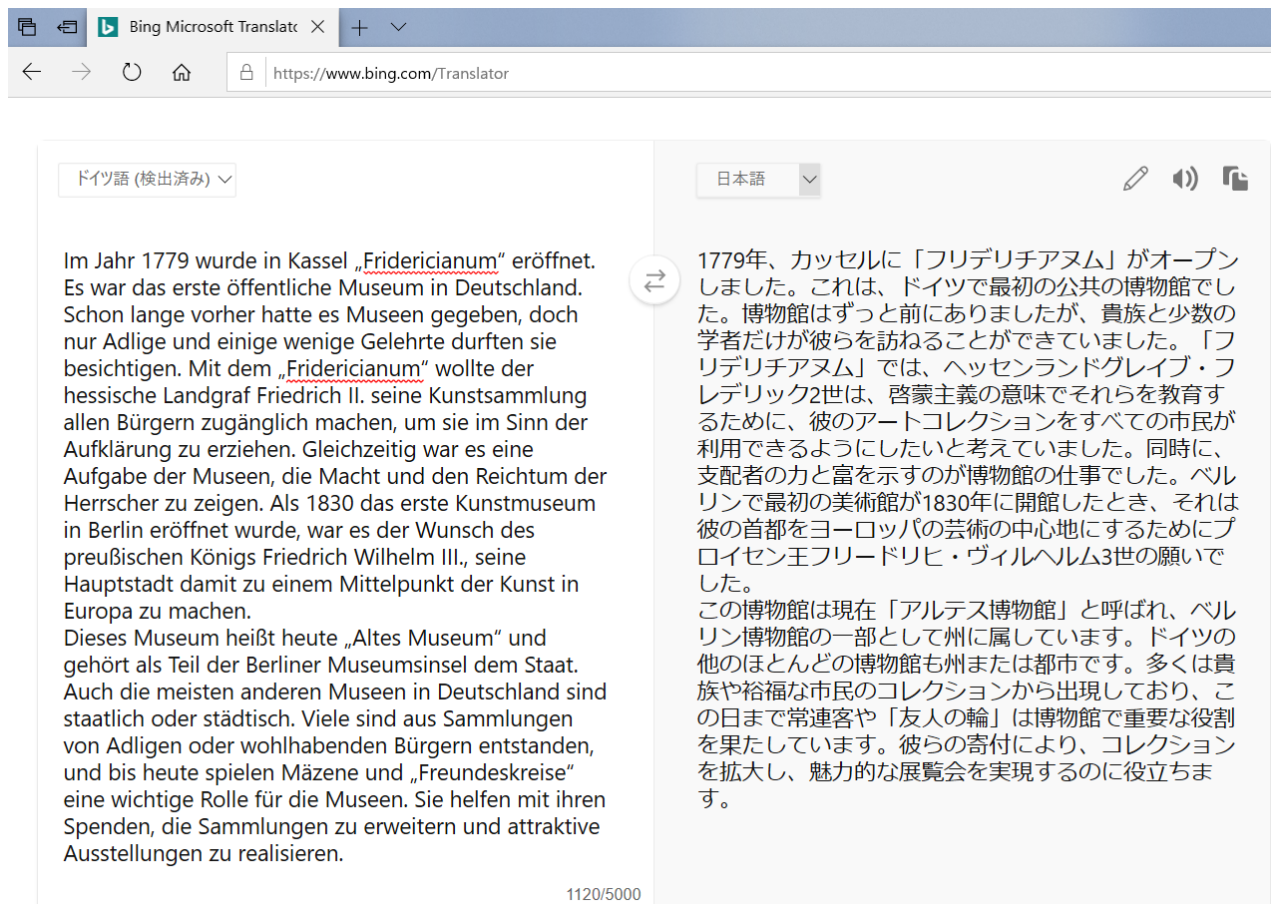 Bing Microsoft Translat
https://www.bing.com/Translator
ドイツ語 (検出済み)
Im Jahr 1779 wurde in Kassel „Fridericianum“ eröffnet.
Es war das erste öffentliche Museum in Deutschland.
Schon lange vorher hatte es Museen gegeben, doch
nur Adlige und einige wenige Gelehrte durften sie
besichtigen. Mit dem „Fridericianum“ wollte der
hessische Landgraf Friedrich II. seine Kunstsammlung
allen Bürgern zugänglich machen, um sie im Sinn der
Aufklärung zu erziehen. Gleichzeitig war es eine
Aufgabe der Museen, die Macht und den Reichtum der
Herrscher zu zeigen. Als 1830 das erste Kunstmuseum
in Berlin eröffnet wurde, war es der Wunsch des
preußischen Königs Friedrich Wilhelm III., seine
Hauptstadt damit zu einem Mittelpunkt der Kunst in
Europa zu machen.
Dieses Museum heißt heute „Altes Museum“ und
gehört als Teil der Berliner Museumsinsel dem Staat.
Auch die meisten anderen Museen in Deutschland sind
staatlich oder städtisch. Viele sind aus Sammlungen
von Adligen oder wohlhabenden Bürgern entstanden,
und bis heute spielen Mäzene und „Freundeskreise“
eine wichtige Rolle für die Museen. Sie helfen mit ihren
Spenden, die Sammlungen zu erweitern und attraktive
Ausstellungen zu realisieren.
1120/5000
日本語
1779年、カッセルに「フリデリチアヌム」がオープン
しました。これは、ドイツで最初の公共の博物館でし
た。博物館はずっと前にありましたが、貴族と少数の
学者だけが彼らを訪ねることができていました。「フ
リデリチアヌム」では、ヘッセンランドグレイブ・フ
レデリック2世は、啓蒙主義の意味でそれらを教育す
るために、彼のアートコレクションをすべての市民が
利用できるようにしたいと考えていました。同時に、
支配者の力と富を示すのが博物館の仕事でした。ベル
リンで最初の美術館が1830年に開館したとき、それは
彼の首都をヨーロッパの芸術の中心地にするためにプ
ロイセン王フリードリヒ・ヴィルヘルム3世の願いで
した。
この博物館は現在「アルテス博物館」と呼ばれ、ベル
リン博物館の一部として州に属しています。ドイツの
他のほとんどの博物館も州または都市です。多くは貴
族や裕福な市民のコレクションから出現しており、こ
の日まで常連客や「友人の輪」は博物館で重要な役割
を果たしています。彼らの寄付により、コレクション
を拡大し、魅力的な展覧会を実現するのに役立ちま
す。